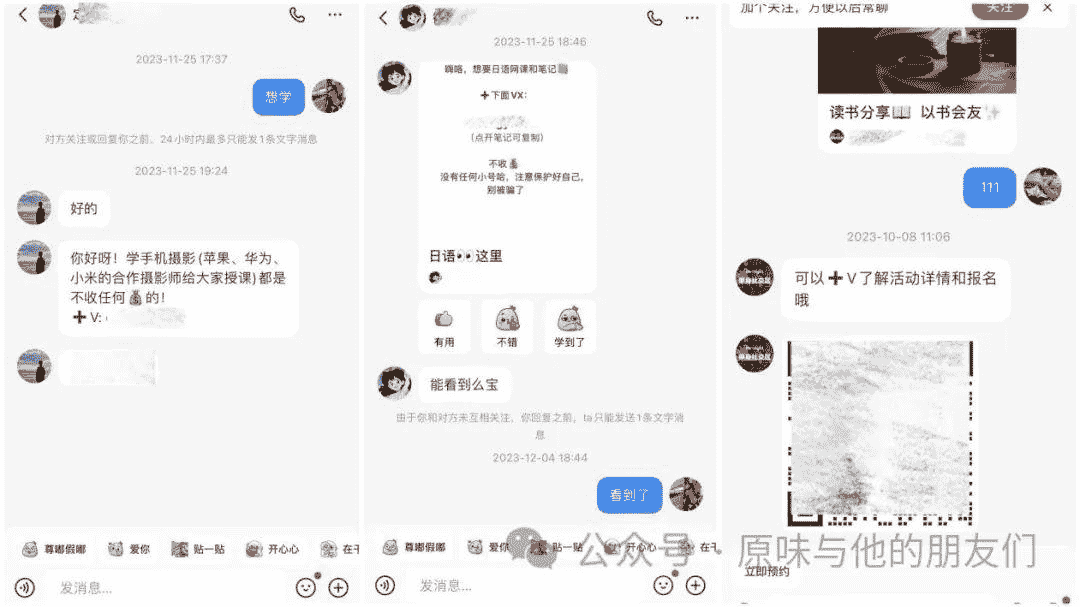 2023-11-25 17:37
想学
对方关注或回复你之前，24小时内最多只能发1条文字消息
2023-11-25 19:24
好的
你好呀！学手机摄影(苹果、华为、
小米的合作摄影师给大家授课)都是
不收任何💰的！
➕V:
尊嘟假嘟
爱你
贴一贴
开心心
在干
发消息...
2023-11-25 18:46
嗨咯，想要日语网课和笔记
➕下面VX：
(点开笔记可复制)
不收💰
没有任何小号哈，注意保护好自己，
别被骗了
日语👀这里
有用
不错
学到了
能看到么宝
由于你和对方未互相关注，你回复之前，ta只能发送1条文字消
息
2023-12-04 18:44
看到了
尊嘟假嘟
爱你
贴一贴
开心心
在干
发消息...
加个关注，方便以后常聊
关注
读书分享📖 以书会友✨
111
2023-10-08 11:06
可以➕V了解活动详情和报名
哦
立即预约
公众号 · 原味与他的朋友们